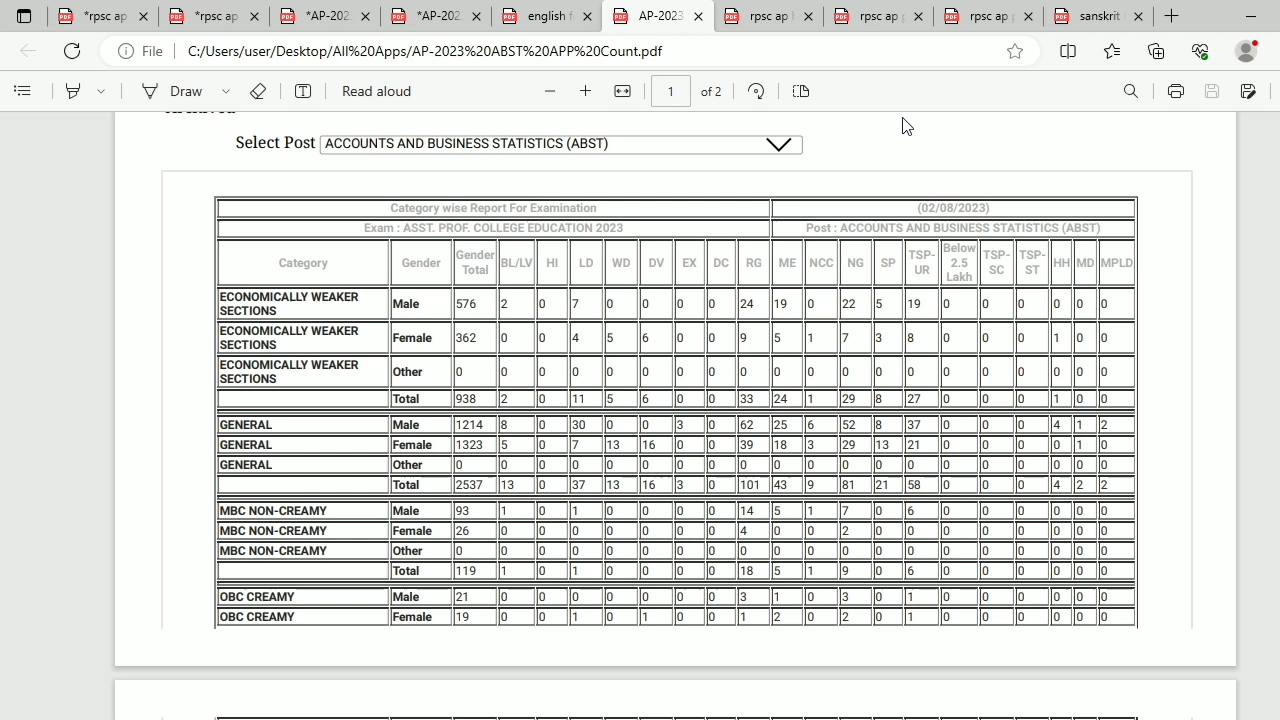 *rpsc ap
*rpsc ap
*AP-202
*AP-202
english f
AP-2023
rpsc ap
rpsc ap
rpsc ap
sanskrit
File C:/Users/user/Desktop/All%20Apps/AP-2023%20ABST%20APP%20Count.pdf
Draw Read aloud 1 of 2
Select Post ACCOUNTS AND BUSINESS STATISTICS (ABST)
Category wise Report For Examination (02/08/2023)
Exam : ASST. PROF. COLLEGE EDUCATION 2023 Post : ACCOUNTS AND BUSINESS STATISTICS (ABST)
Category Gender Gender Total BL/LV HI LD WD DV EX DC RG ME NCC NG SP TSP-UR Below 2.5 Lakh TSP-SC TSP-ST HH MD MPLD
ECONOMICALLY WEAKER SECTIONS Male 576 2 0 7 0 0 0 0 24 19 0 22 5 19 0 0 0 0 0 0
ECONOMICALLY WEAKER SECTIONS Female 362 0 0 4 5 6 0 0 9 5 1 7 3 8 0 0 0 1 0 0
ECONOMICALLY WEAKER SECTIONS Other 0 0 0 0 0 0 0 0 0 0 0 0 0 0 0 0 0 0 0 0
Total 938 2 0 11 5 6 0 0 33 24 1 29 8 27 0 0 0 1 0 0
GENERAL Male 1214 8 0 30 0 0 3 0 62 25 6 52 8 37 0 0 0 4 1 2
GENERAL Female 1323 5 0 7 13 16 0 0 39 18 3 29 13 21 0 0 0 0 1 0
GENERAL Other 0 0 0 0 0 0 0 0 0 0 0 0 0 0 0 0 0 0 0 0
Total 2537 13 0 37 13 16 3 0 101 43 9 81 21 58 0 0 0 4 2 2
MBC NON-CREAMY Male 93 1 0 1 0 0 0 0 14 5 1 7 0 6 0 0 0 0 0 0
MBC NON-CREAMY Female 26 0 0 0 0 0 0 0 4 0 0 2 0 0 0 0 0 0 0 0
MBC NON-CREAMY Other 0 0 0 0 0 0 0 0 0 0 0 0 0 0 0 0 0 0 0 0
Total 119 1 0 1 0 0 0 0 18 5 1 9 0 6 0 0 0 0 0 0
OBC CREAMY Male 21 0 0 0 0 0 0 0 3 1 0 3 0 1 0 0 0 0 0 0
OBC CREAMY Female 19 0 0 1 0 1 0 0 1 2 0 2 0 1 0 0 0 0 0 0